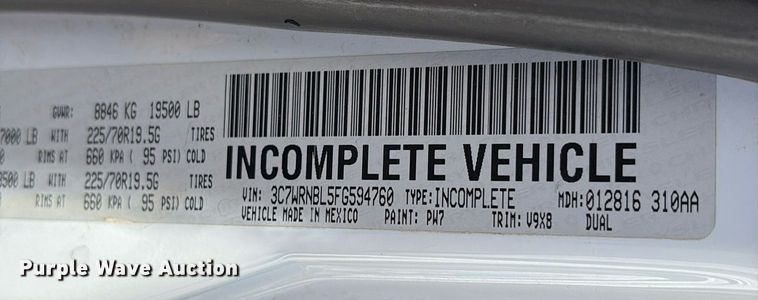 GVWR: 8846 KG 19500 LB
7000 LB WITH 225/70R19.5G TIRES
RIMS AT 660 KPA ( 95 PSI) COLD
3500 LB WITH 225/70R19.5G TIRES
RIMS AT 660 KPA ( 95 PSI) COLD
INCOMPLETE VEHICLE
VIN: 3C7WRNBL5FG594760 TYPE: INCOMPLETE MDH: 012816 310AA
VEHICLE MADE IN MEXICO PAINT: PW7 TRIM: V9X8 DUAL
Purple Wave Auction